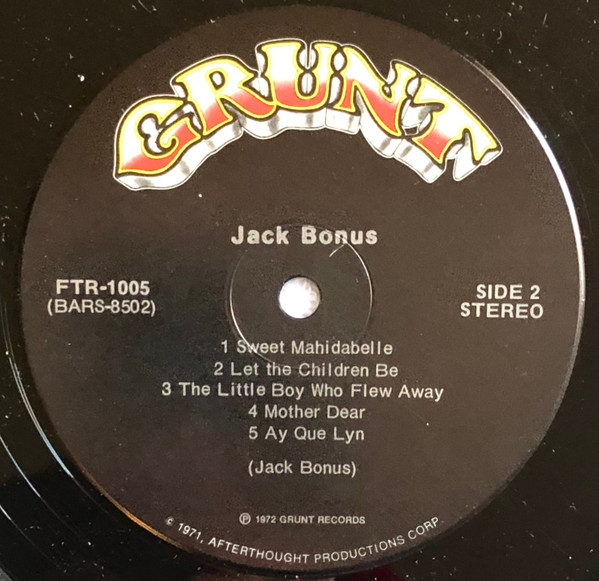 GRUNT
Jack Bonus
FTR-1005
(BARS-8502)
SIDE 2
STEREO
1 Sweet Mahidabelle
2 Let the Children Be
3 The Little Boy Who Flew Away
4 Mother Dear
5 Ay Que Lyn
(Jack Bonus)
℗ 1972 GRUNT RECORDS
© 1971, AFTERTHOUGHT PRODUCTIONS CORP.